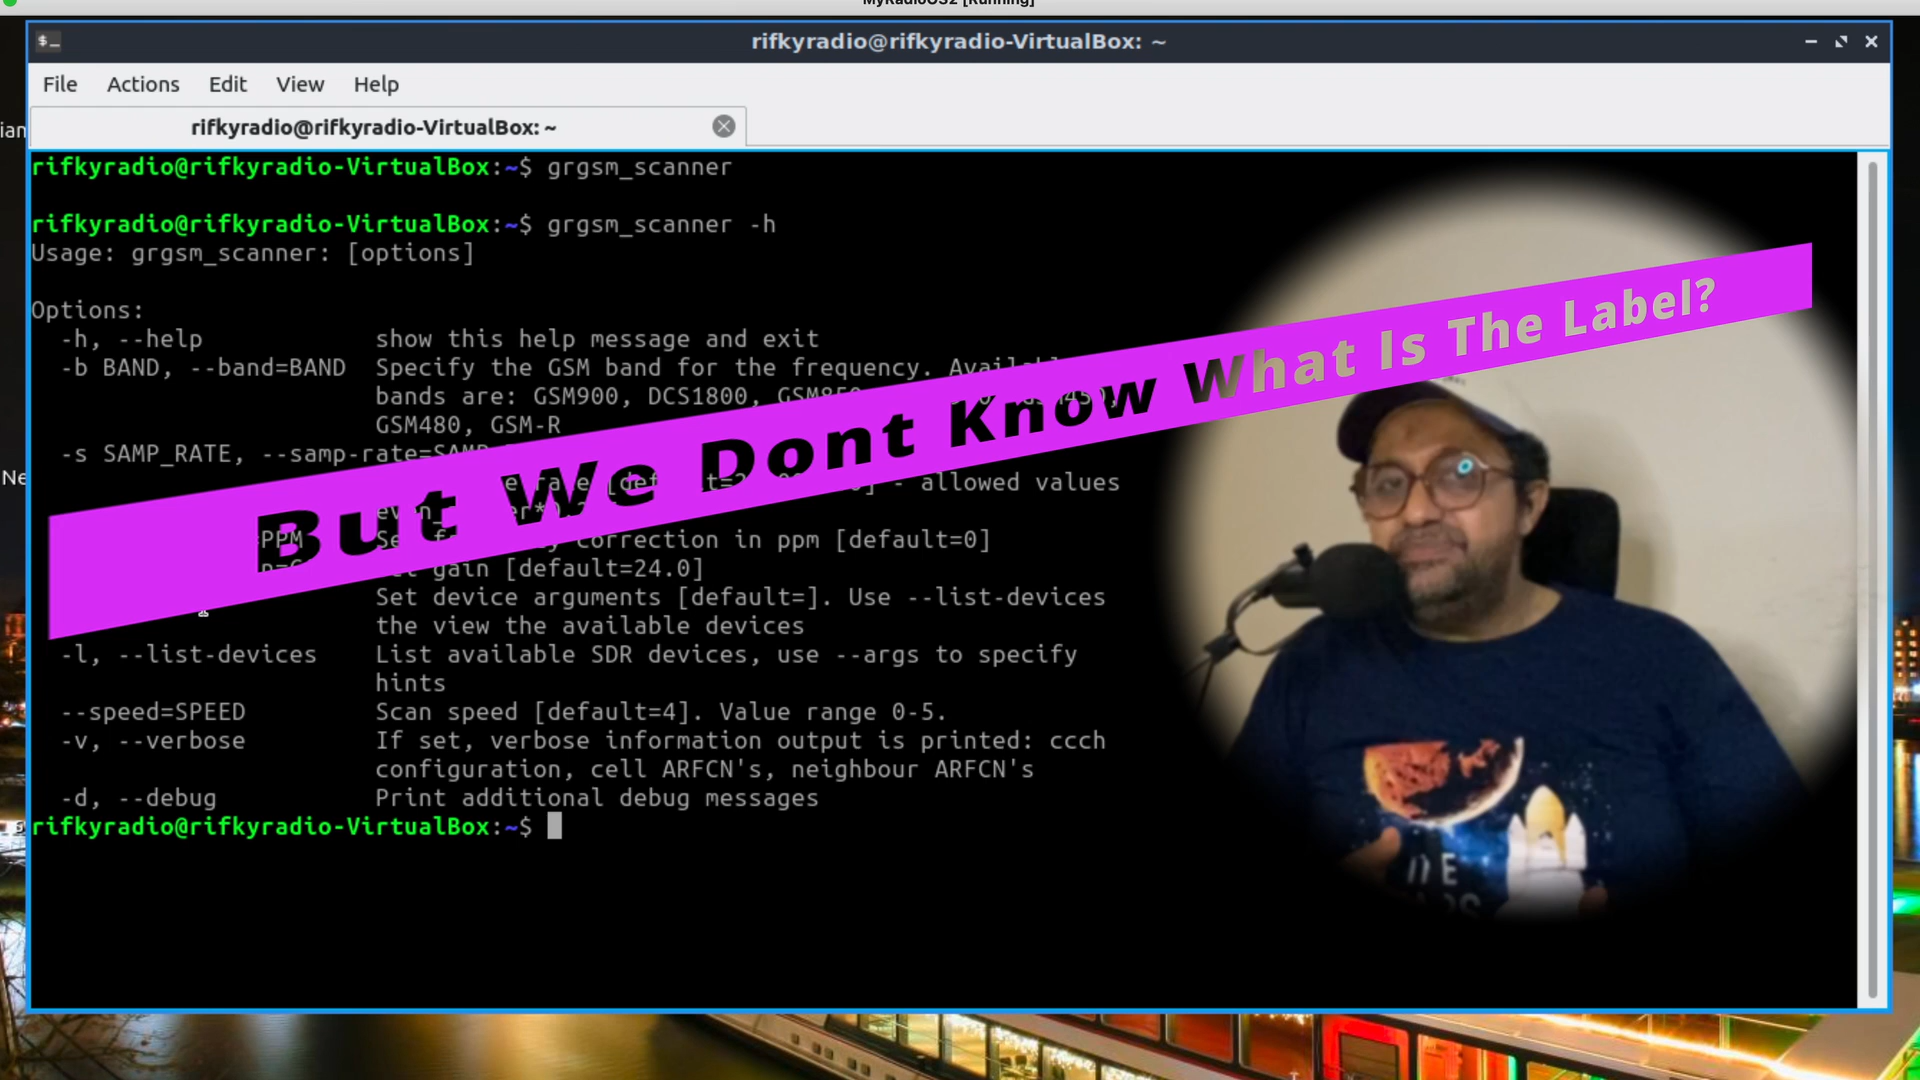 MyRadioOS2 [Running]
rifkyradio@rifkyradio-VirtualBox: ~
File Actions Edit View Help
rifkyradio@rifkyradio-VirtualBox: ~
rifkyradio@rifkyradio-VirtualBox:~$ grgsm_scanner
rifkyradio@rifkyradio-VirtualBox:~$ grgsm_scanner -h
Usage: grgsm_scanner: [options]
Options:
-h, --help show this help message and exit
-b BAND, --band=BAND Specify the GSM band for the frequency.
bands are: GSM900, DCS1800,
GSM480, GSM-R
-s SAMP_RATE, --samp-rate=
- allowed values
PPM correction in ppm [default=0]
gain [default=24.0]
Set device arguments [default=]. Use --list-devices
the view the available devices
-l, --list-devices List available SDR devices, use --args to specify
hints
--speed=SPEED Scan speed [default=4]. Value range 0-5.
-v, --verbose If set, verbose information output is printed: ccch
configuration, cell ARFCN's, neighbour ARFCN's
-d, --debug Print additional debug messages
rifkyradio@rifkyradio-VirtualBox:~$
But We Dont Know What Is The Label?